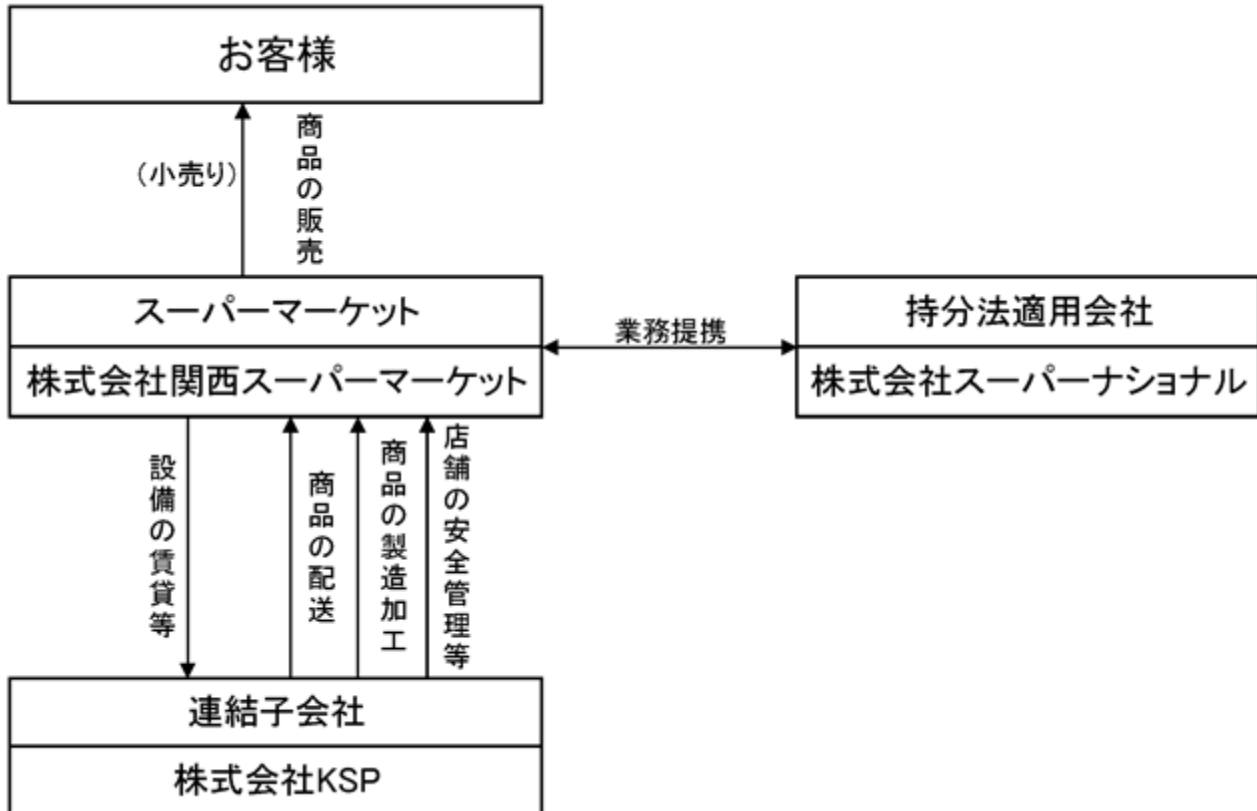 お客様
(小売り)
商品の販売
スーパーマーケット
株式会社関西スーパーマーケット
業務提携
持分法適用会社
株式会社スーパーナショナル
設備の賃貸等
商品の配送
商品の製造加工
店舗の安全管理等
連結子会社
株式会社KSP